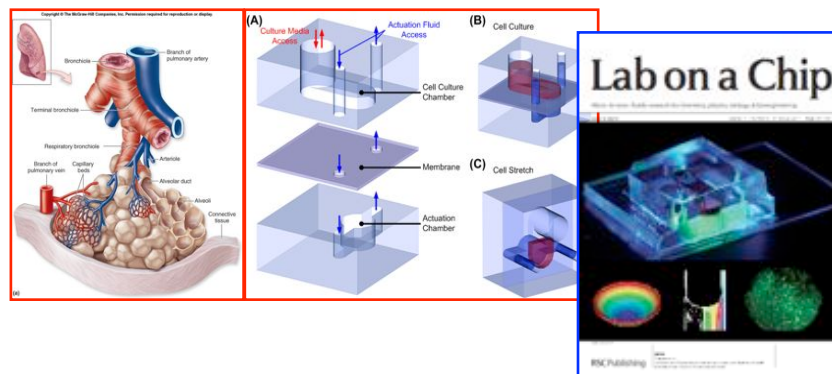 Copyright © The McGraw-Hill Companies, Inc. Permission required for reproduction or display.
Bronchiole
Branch of
pulmonary artery
Terminal bronchiole
Respiratory bronchiole
Arteriole
Branch of
pulmonary vein
Capillary
beds
Alveolar duct
Alveoli
Connective
tissue
(a)
(A)
Culture Media
Access
Actuation Fluid
Access
Cell Culture
Chamber
Membrane
Actuation
Chamber
(B)
Cell Culture
(C)
Cell Stretch
Lab on a Chip
RSCPublishing